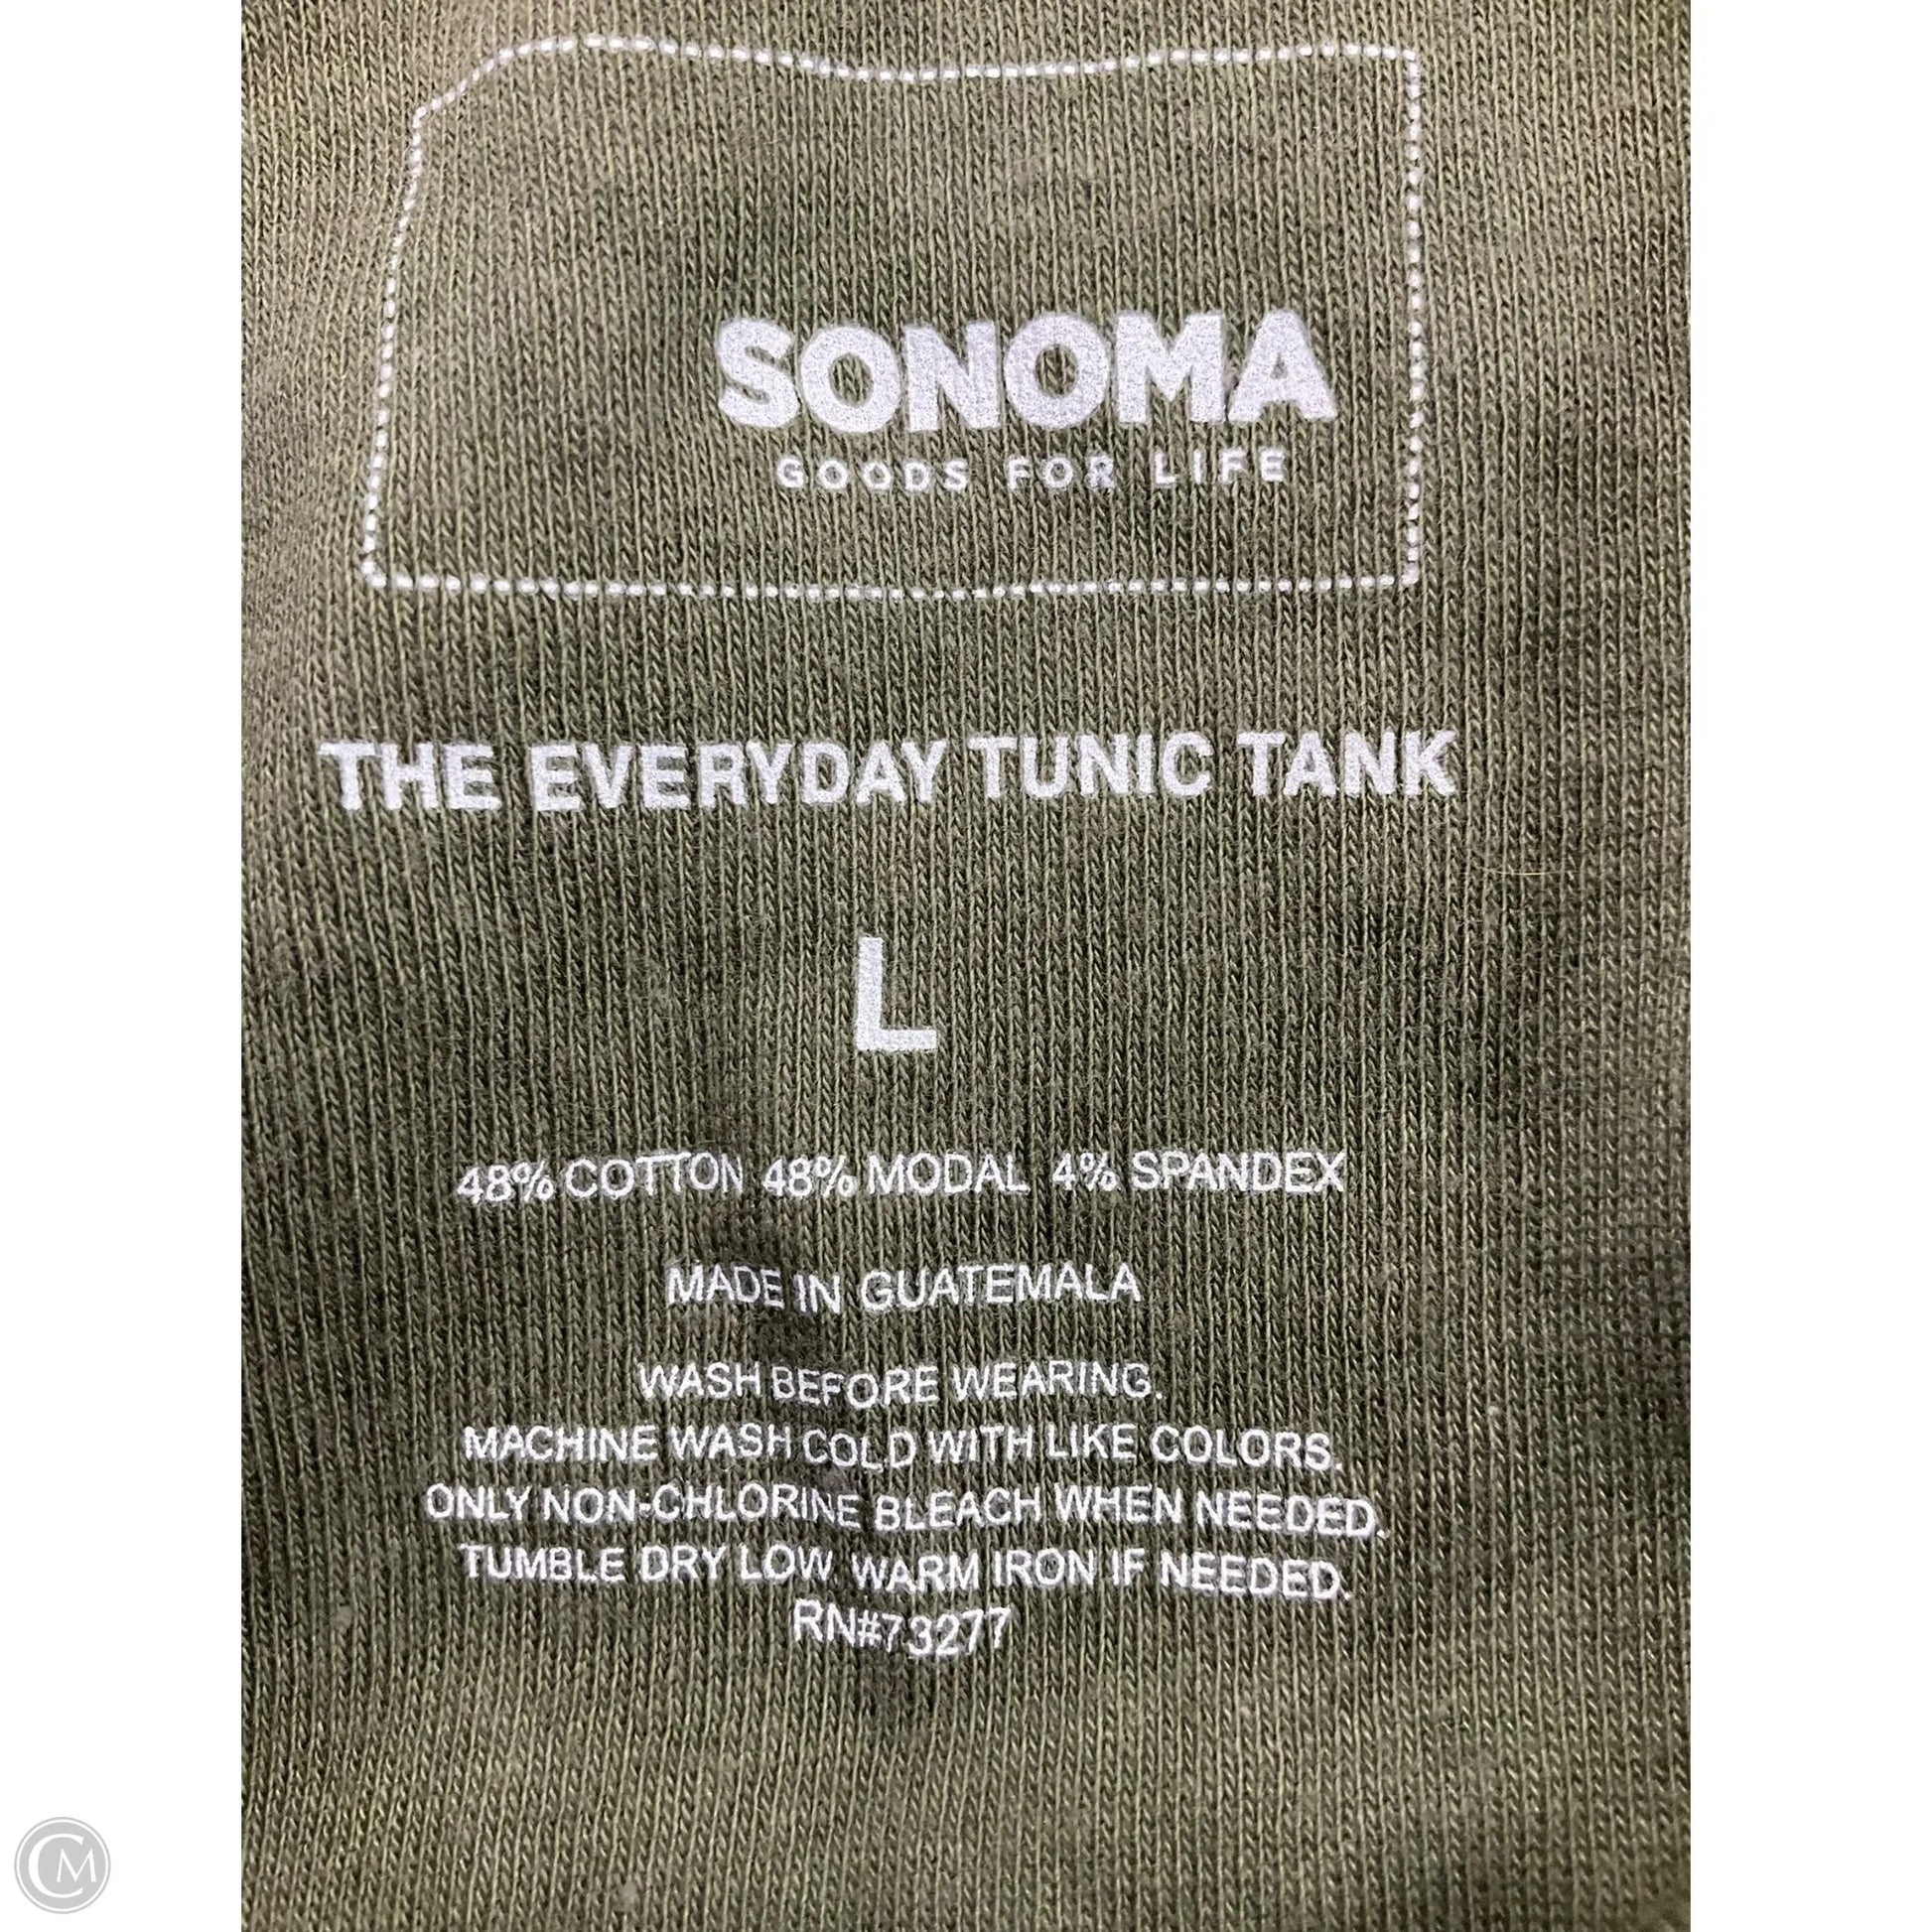 SONOMA
GOODS FOR LIFE
THE EVERYDAY TUNIC TANK
L
48% COTTON 48% MODAL 4% SPANDEX
MADE IN GUATEMALA
WASH BEFORE WEARING.
MACHINE WASH COLD WITH LIKE COLORS.
ONLY NON-CHLORINE BLEACH WHEN NEEDED.
TUMBLE DRY LOW WARM IRON IF NEEDED.
RN#73277
CM